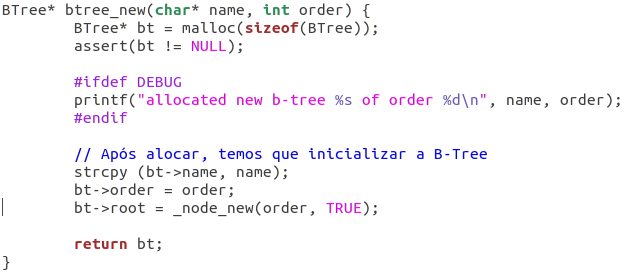 BTree* btree_new(char* name, int order) {
        BTree* bt = malloc(sizeof(BTree));
        assert(bt != NULL);

        #ifdef DEBUG
        printf("allocated new b-tree %s of order %d\n", name, order);
        #endif

        // Após alocar, temos que inicializar a B-Tree
        strcpy (bt->name, name);
        bt->order = order;
        bt->root = _node_new(order, TRUE);

        return bt;
}